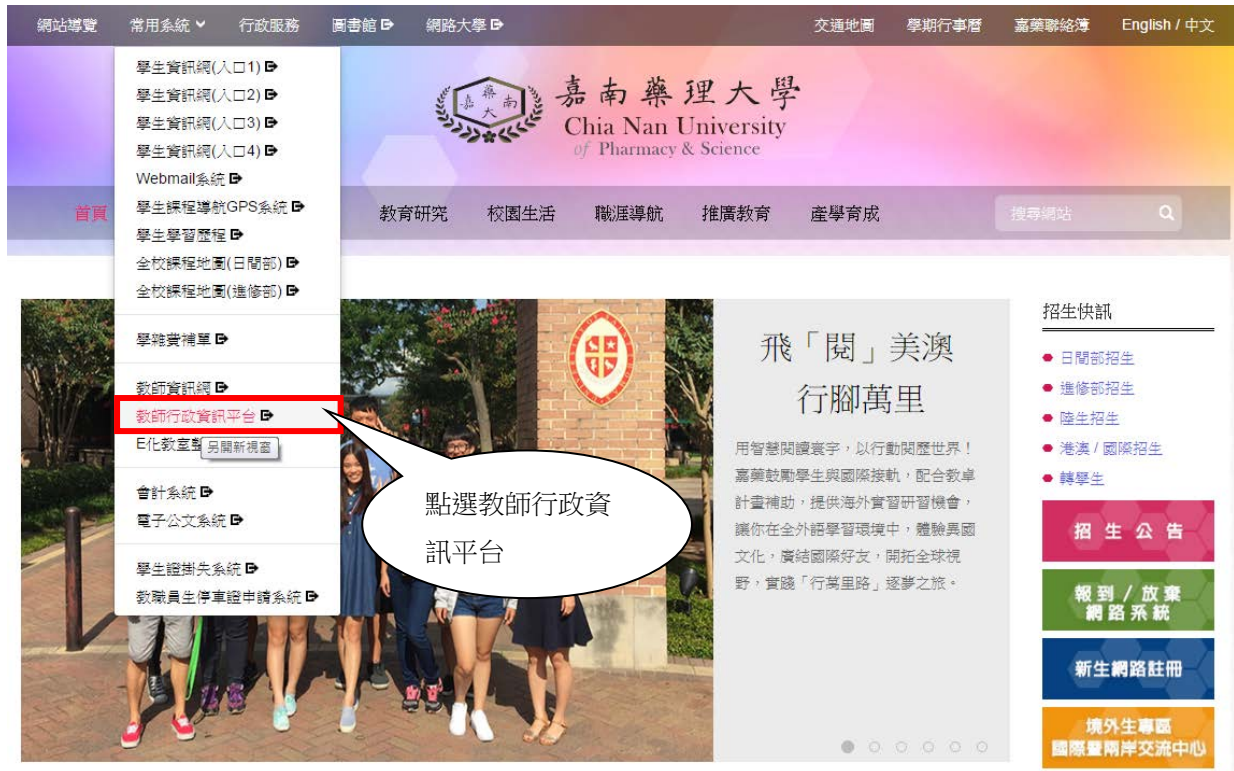 網站導覽 常用系統 行政服務 圖書館 網路大學 交通地圖 學期行事曆 嘉藥聯絡簿 English / 中文
學生資訊網(入口1)
學生資訊網(入口2)
學生資訊網(入口3)
學生資訊網(入口4)
Webmail系統
學生課程導航GPS系統
學生學習歷程
全校課程地圖(日間部)
全校課程地圖(進修部)
學雜費補單
教師資訊網
教師行政資訊平台
E化教室
另開新視窗
會計系統
電子公文系統
學生證掛失系統
教職員生停車證申請系統
嘉藥南大
嘉南藥理大學
Chia Nan University
of Pharmacy & Science
首頁 教育研究 校園生活 職涯導航 推廣教育 產學育成 搜尋網站
點選教師行政資
訊平台
飛「閱」美澳
行腳萬里
用智慧閱讀寰宇，以行動閱歷世界！
嘉藥鼓勵學生與國際接軌，配合教卓
計畫補助，提供海外實習研習機會，
讓你在全外語學習環境中，體驗異國
文化，廣結國際好友，開拓全球視
野，實踐「行萬里路」逐夢之旅。
招生快訊
日間部招生
進修部招生
陸生招生
港澳 / 國際招生
轉學生
招生公告
報到 / 放棄
網路系統
新生網路註冊
境外生專區
國際暨兩岸交流中心